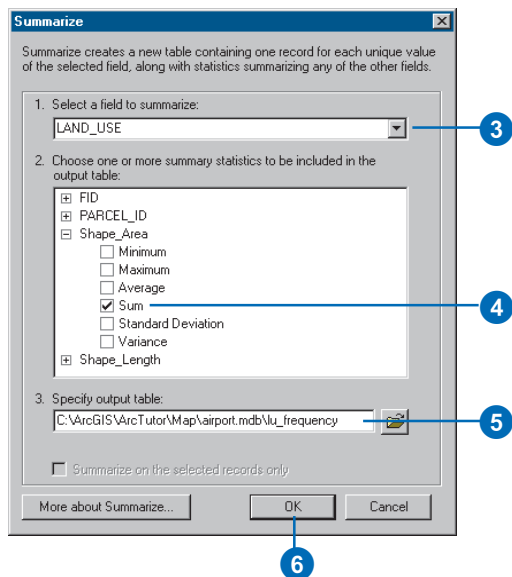 Summarize
Summarize creates a new table containing one record for each unique value
of the selected field, along with statistics summarizing any of the other fields.
1. Select a field to summarize:
LAND_USE
3
2. Choose one or more summary statistics to be included in the
output table:
FID
PARCEL_ID
Shape_Area
Minimum
Maximum
Average
Sum
4
Standard Deviation
Variance
Shape_Length
3. Specify output table:
C:\ArcGIS\ArcTutor\Map\airport.mdb\lu_frequency
5
Summarize on the selected records only
More about Summarize...
OK
Cancel
6